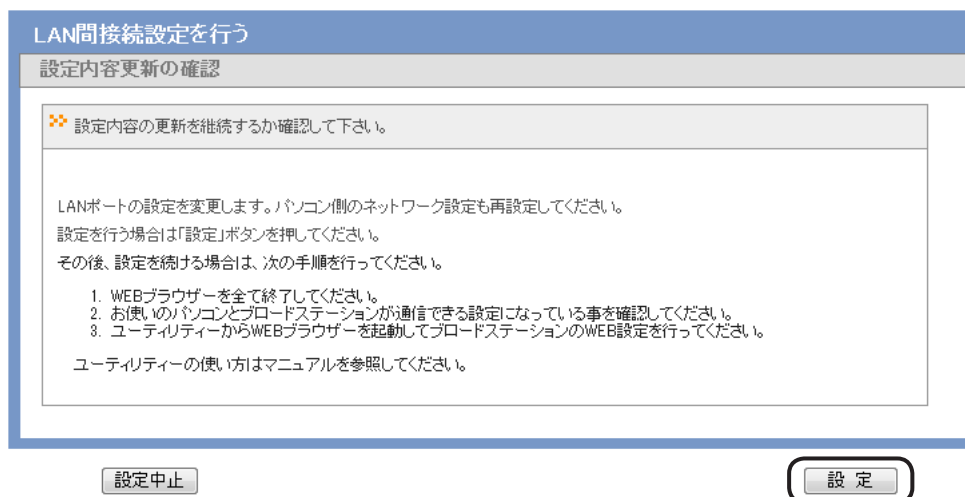 LAN間接続設定を行う
設定内容更新の確認
設定内容の更新を継続するか確認して下さい。
LANポートの設定を変更します。パソコン側のネットワーク設定も再設定してください。
設定を行う場合は「設定」ボタンを押してください。
その後、設定を続ける場合は、次の手順を行ってください。
1. WEBブラウザーを全て終了してください。
2. お使いのパソコンとブロードステーションが通信できる設定になっている事を確認してください。
3. ユーティリティーからWEBブラウザーを起動してブロードステーションのWEB設定を行ってください。
ユーティリティーの使い方はマニュアルを参照してください。
設定中止
設 定